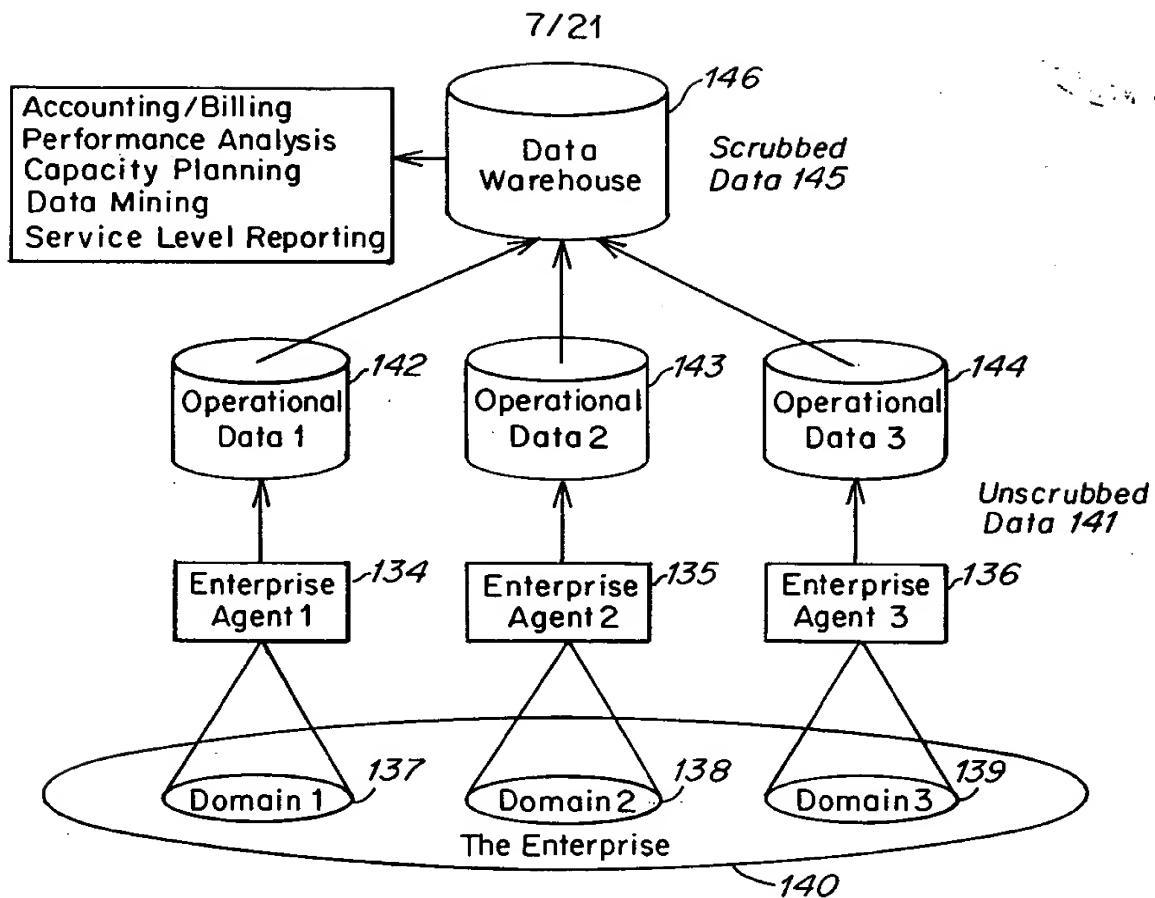 7/21
146
Accounting/Billing
Performance Analysis
Capacity Planning
Data Mining
Service Level Reporting
Data
Warehouse
Scrubbed
Data 145
142
143
144
Operational
Data 1
Operational
Data 2
Operational
Data 3
Unscrubbed
Data 141
134
135
136
Enterprise
Agent 1
Enterprise
Agent 2
Enterprise
Agent 3
137
138
139
Domain 1
Domain 2
Domain 3
The Enterprise
140